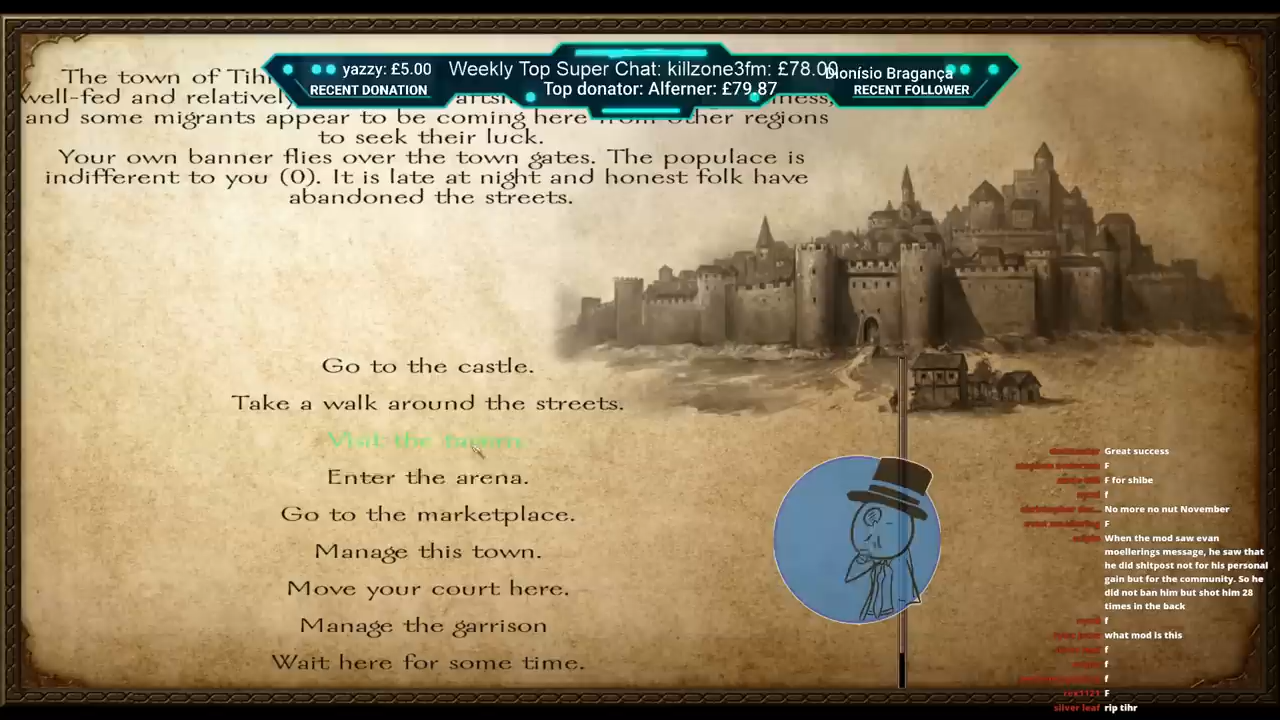 yazzy: £5.00
RECENT DONATION
Weekly Top Super Chat: killzone3fm: £78.00
Top donator: Alferner: £79.87
Dionísio Bragança
RECENT FOLLOWER
The town of Tihr
well-fed and relatively
and some migrants appear to be coming here from other regions
to seek their luck.
Your own banner flies over the town gates. The populace is
indifferent to you (0). It is late at night and honest folk have
abandoned the streets.
Go to the castle.
Take a walk around the streets.
Visit the tavern.
Enter the arena.
Go to the marketplace.
Manage this town.
Move your court here.
Manage the garrison
Wait here for some time.
Great success
F
F for shibe
f
No more no nut November
F
When the mod saw evan
moellerings message, he saw that
he did shitpost not for his personal
gain but for the community. So he
did not ban him but shot him 28
times in the back
f
what mod is this
f
f
f
rex1121 F
silver leaf rip tihr